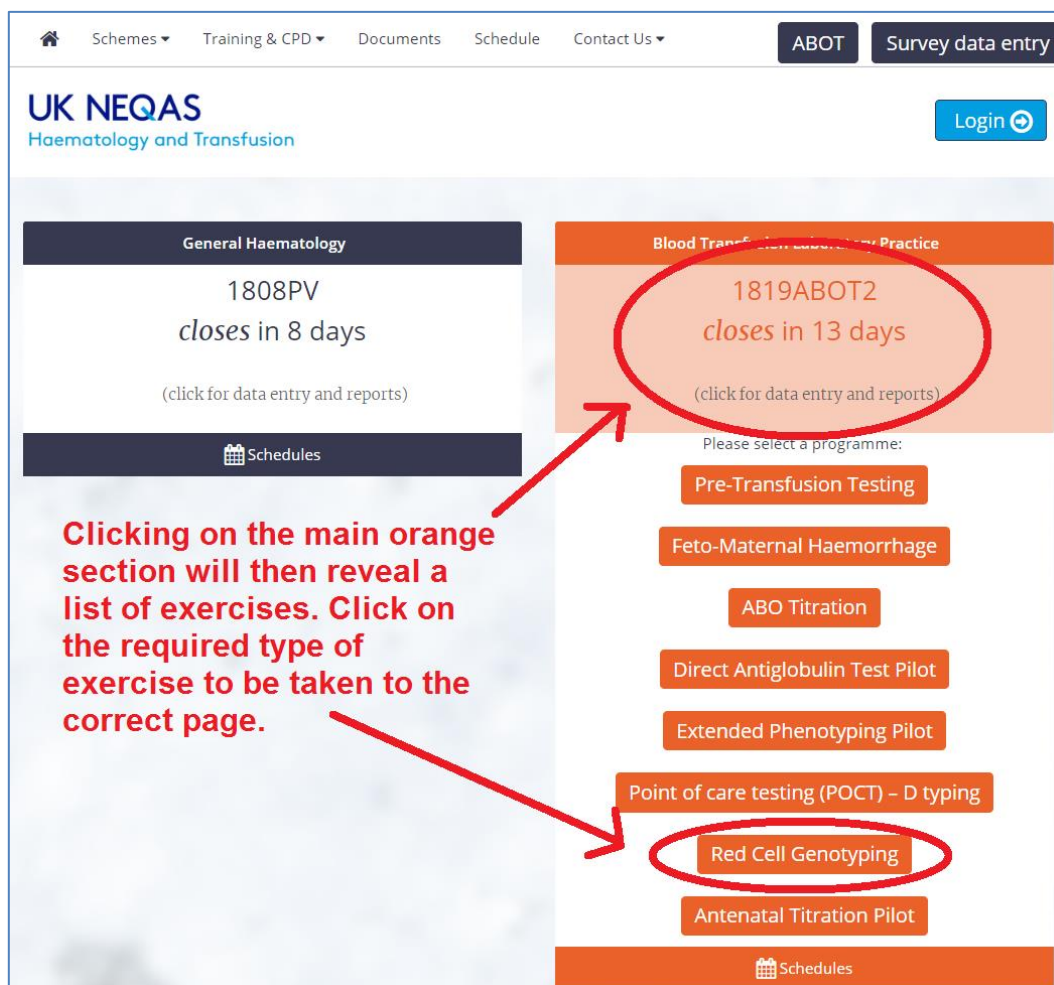 Schemes Training & CPD Documents Schedule Contact Us ABOT Survey data entry
UK NEQAS
Haematology and Transfusion
Login
General Haematology
1808PV
closes in 8 days
(click for data entry and reports)
Schedules
Blood Transfusion Laboratory Practice
1819ABOT2
closes in 13 days
(click for data entry and reports)
Please select a programme:
Pre-Transfusion Testing
Feto-Maternal Haemorrhage
ABO Titration
Direct Antiglobulin Test Pilot
Extended Phenotyping Pilot
Point of care testing (POCT) – D typing
Red Cell Genotyping
Antenatal Titration Pilot
Schedules
Clicking on the main orange
section will then reveal a
list of exercises. Click on
the required type of
exercise to be taken to the
correct page.